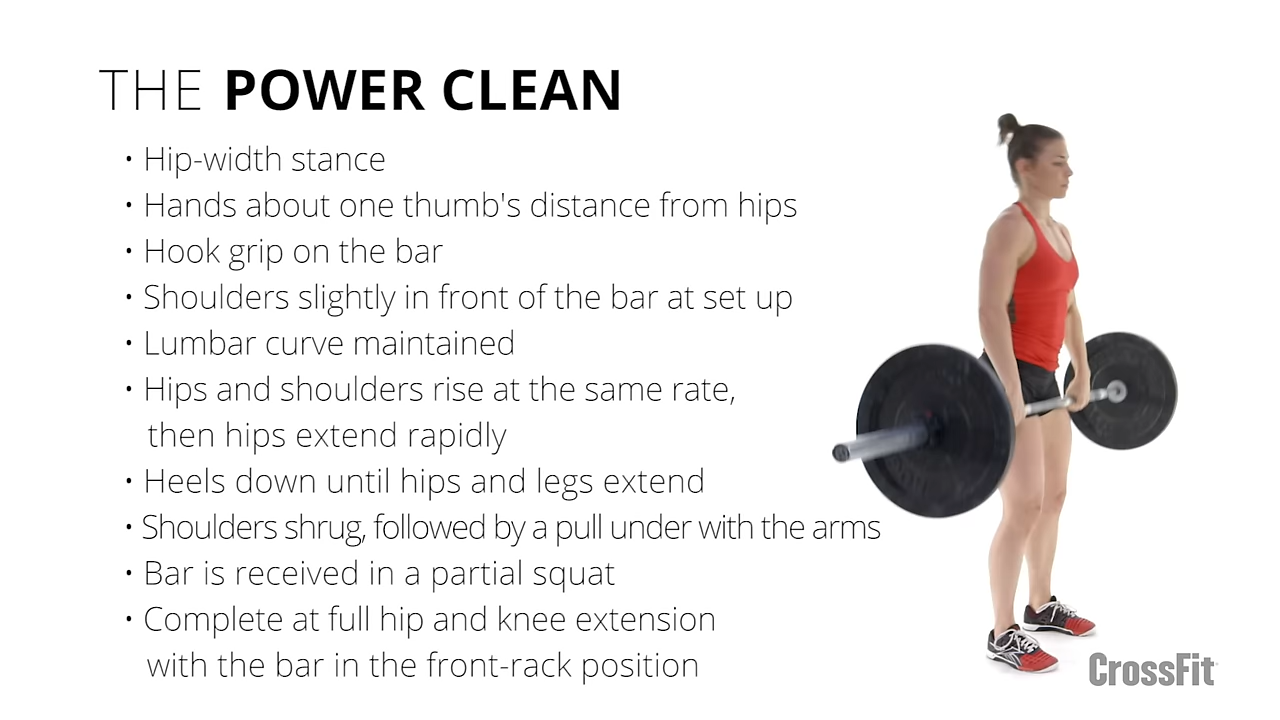 THE POWER CLEAN
• Hip-width stance
• Hands about one thumb's distance from hips
• Hook grip on the bar
• Shoulders slightly in front of the bar at set up
• Lumbar curve maintained
• Hips and shoulders rise at the same rate,
then hips extend rapidly
• Heels down until hips and legs extend
• Shoulders shrug, followed by a pull under with the arms
• Bar is received in a partial squat
• Complete at full hip and knee extension
with the bar in the front-rack position
CrossFit